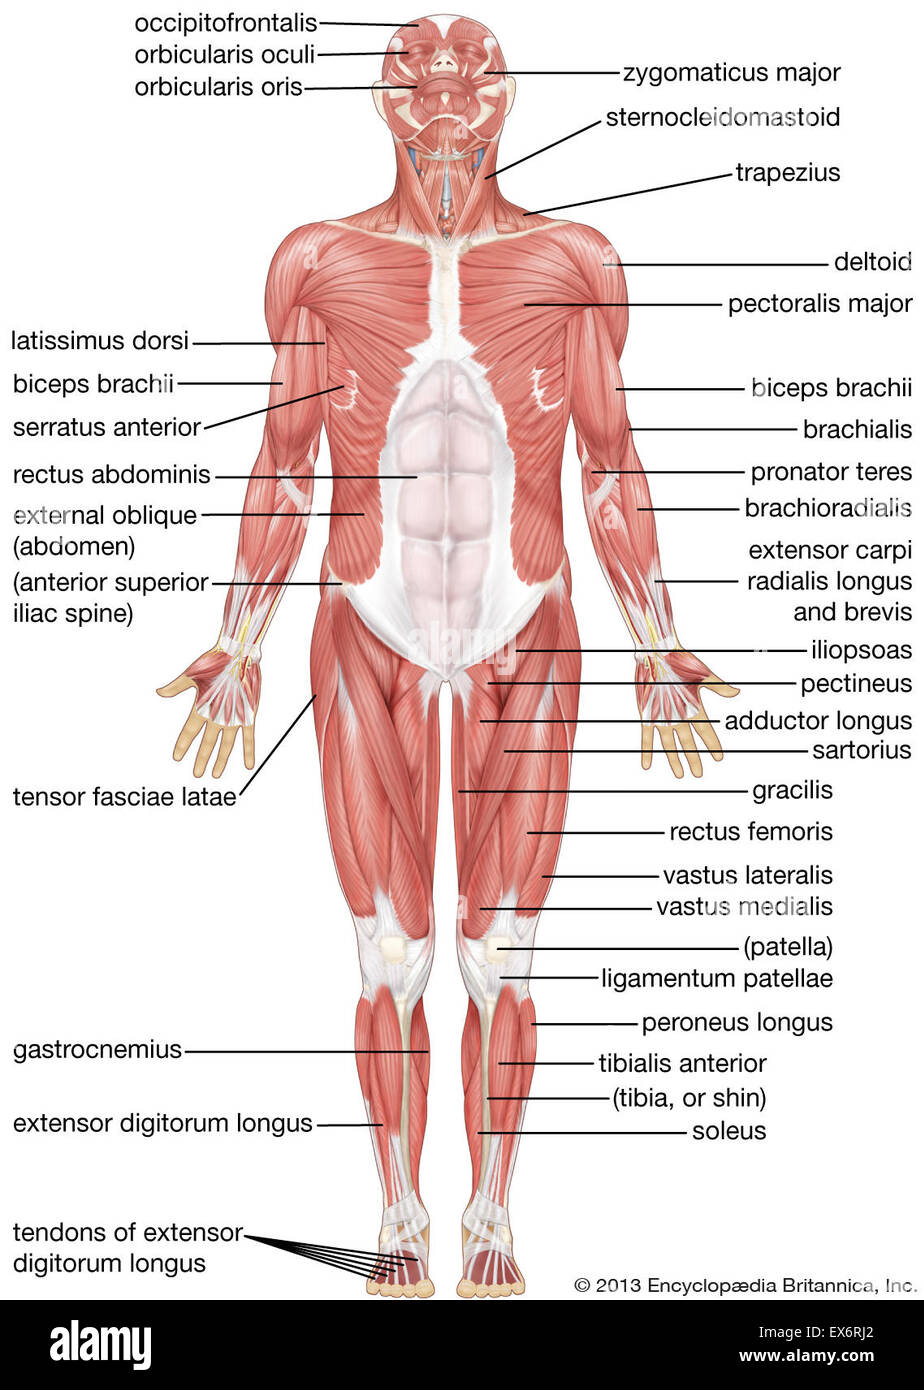 occipitofrontalis
orbicularis oculi
orbicularis oris
zygomaticus major
sternocleidomastoid
trapezius
deltoid
pectoralis major
latissimus dorsi
biceps brachii
serratus anterior
rectus abdominis
external oblique
(abdomen)
(anterior superior
iliac spine)
biceps brachii
brachialis
pronator teres
brachioradialis
extensor carpi
radialis longus
and brevis
iliopsoas
pectineus
adductor longus
sartorius
tensor fasciae latae
gracilis
rectus femoris
vastus lateralis
vastus medialis
(patella)
ligamentum patellae
peroneus longus
gastrocnemius
tibialis anterior
(tibia, or shin)
extensor digitorum longus
soleus
tendons of extensor
digitorum longus
© 2013 Encyclopædia Britannica, Inc.
a
a
a
a
a
a
a
alamy
a
alamy
Image ID: EX6RJ2
www.alamy.com